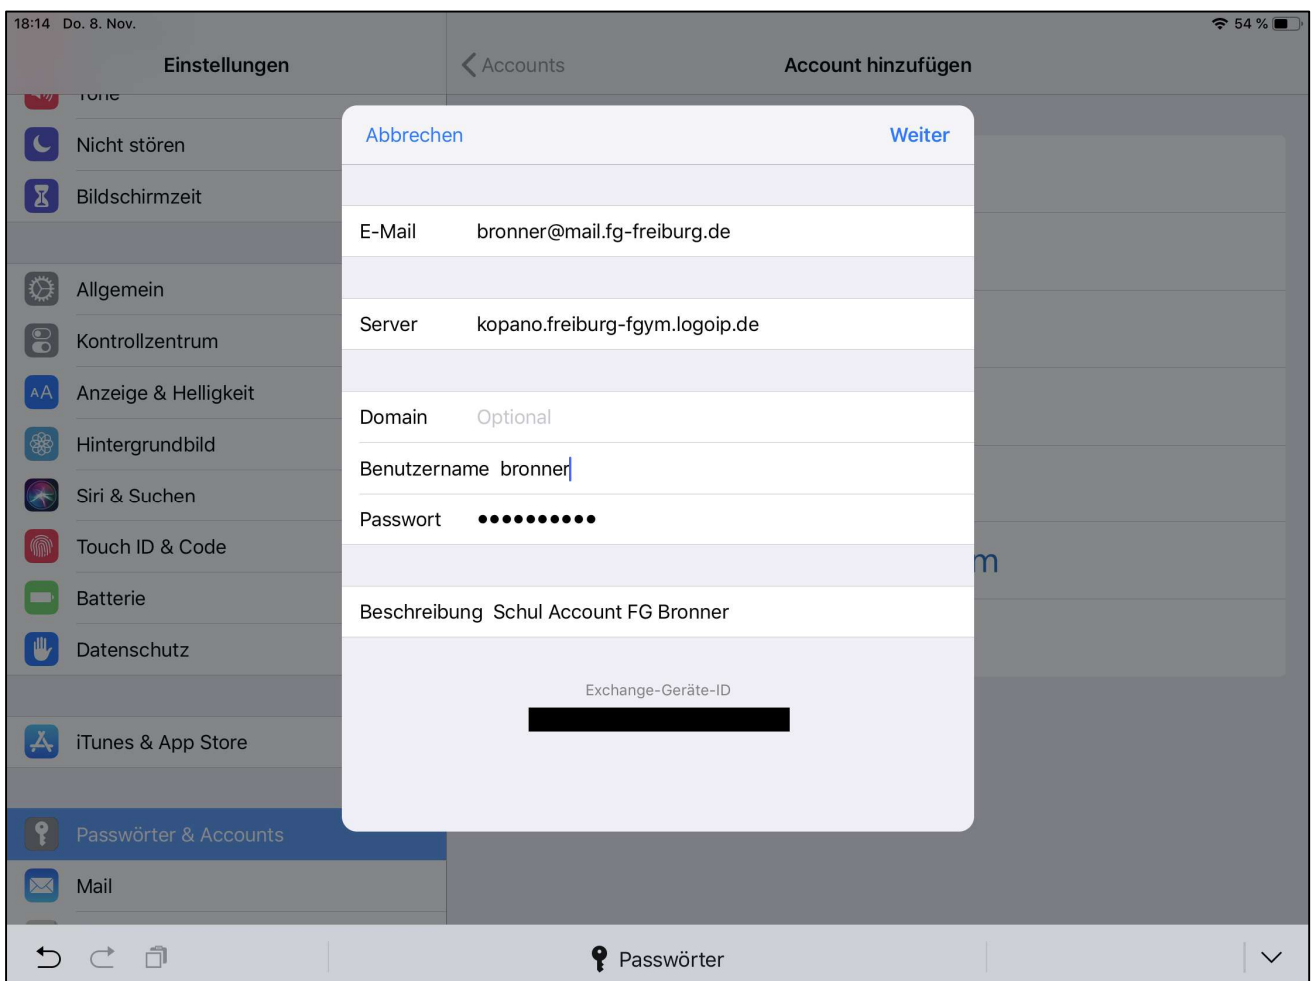 18:14 Do. 8. Nov. 54 %
Einstellungen
Accounts
Account hinzufügen
Töne
Nicht stören
Bildschirmzeit
Allgemein
Kontrollzentrum
AA Anzeige & Helligkeit
Hintergrundbild
Siri & Suchen
Touch ID & Code
Batterie
Datenschutz
iTunes & App Store
Passwörter & Accounts
Mail
Abbrechen Weiter
E-Mail bronner@mail.fg-freiburg.de
Server kopano.freiburg-fgym.logoip.de
Domain Optional
Benutzername bronner
Passwort ••••••••••
Beschreibung Schul Account FG Bronner
Exchange-Geräte-ID
m
Passwörter